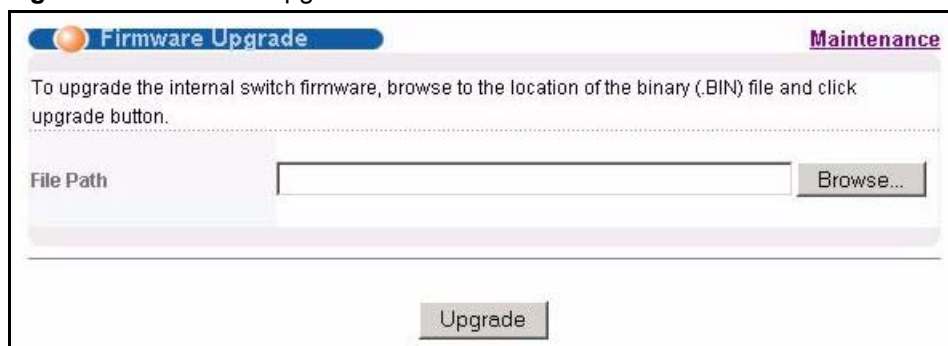 Firmware Upgrade
Maintenance
To upgrade the internal switch firmware, browse to the location of the binary (.BIN) file and click
upgrade button.
File Path
Browse...
Upgrade